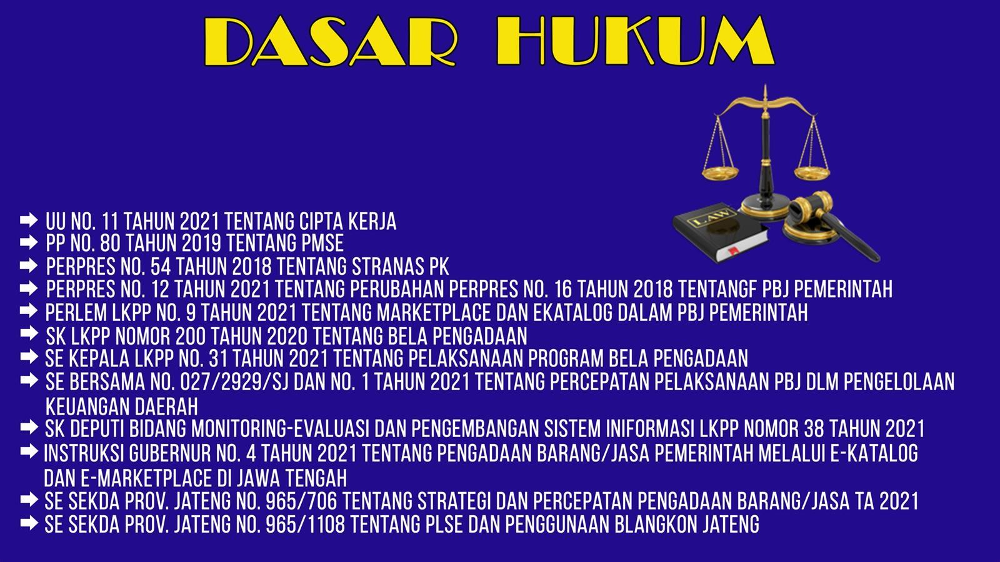 DASAR HUKUM
LAW
UU NO. 11 TAHUN 2021 TENTANG CIPTA KERJA
PP NO. 80 TAHUN 2019 TENTANG PMSE
PERPRES NO. 54 TAHUN 2018 TENTANG STRANAS PK
PERPRES NO. 12 TAHUN 2021 TENTANG PERUBAHAN PERPRES NO. 16 TAHUN 2018 TENTANGF PBJ PEMERINTAH
PERLEM LKPP NO. 9 TAHUN 2021 TENTANG MARKETPLACE DAN EKATALOG DALAM PBJ PEMERINTAH
SK LKPP NOMOR 200 TAHUN 2020 TENTANG BELA PENGADAAN
SE KEPALA LKPP NO. 31 TAHUN 2021 TENTANG PELAKSANAAN PROGRAM BELA PENGADAAN
SE BERSAMA NO. 027/2929/SJ DAN NO. 1 TAHUN 2021 TENTANG PERCEPATAN PELAKSANAAN PBJ DLM PENGELOLAAN
KEUANGAN DAERAH
SK DEPUTI BIDANG MONITORING-EVALUASI DAN PENGEMBANGAN SISTEM INIFORMASI LKPP NOMOR 38 TAHUN 2021
INSTRUKSI GUBERNUR NO. 4 TAHUN 2021 TENTANG PENGADAAN BARANG/JASA PEMERINTAH MELALUI E-KATALOG
DAN E-MARKETPLACE DI JAWA TENGAH
SE SEKDA PROV. JATENG NO. 965/706 TENTANG STRATEGI DAN PERCEPATAN PENGADAAN BARANG/JASA TA 2021
SE SEKDA PROV. JATENG NO. 965/1108 TENTANG PLSE DAN PENGGUNAAN BLANGKON JATENG